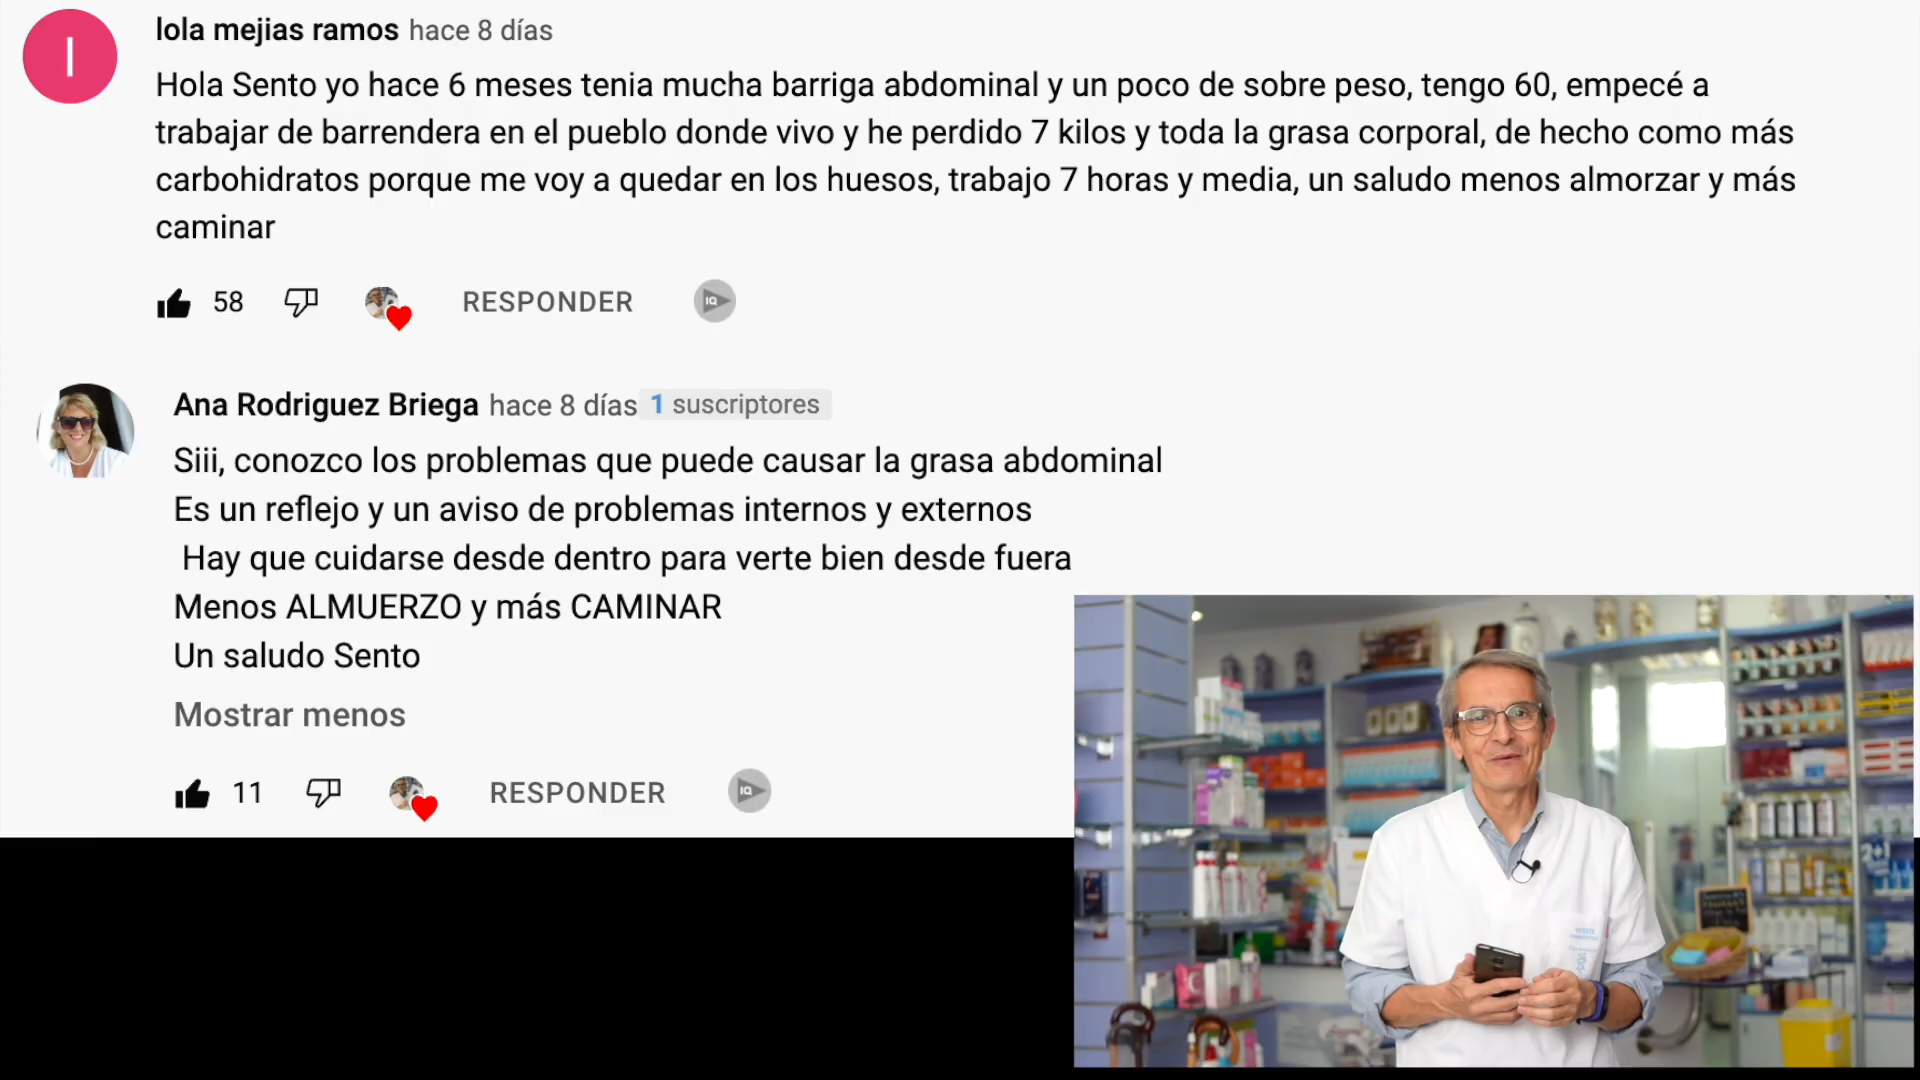 l
lola mejias ramos hace 8 días
Hola Sento yo hace 6 meses tenia mucha barriga abdominal y un poco de sobre peso, tengo 60, empecé a
trabajar de barrendera en el pueblo donde vivo y he perdido 7 kilos y toda la grasa corporal, de hecho como más
carbohidratos porque me voy a quedar en los huesos, trabajo 7 horas y media, un saludo menos almorzar y más
caminar
58 RESPONDER IQ
Ana Rodriguez Briega hace 8 días 1 suscriptores
Siii, conozco los problemas que puede causar la grasa abdominal
Es un reflejo y un aviso de problemas internos y externos
Hay que cuidarse desde dentro para verte bien desde fuera
Menos ALMUERZO y más CAMINAR
Un saludo Sento
Mostrar menos
11 RESPONDER IQ
2+1